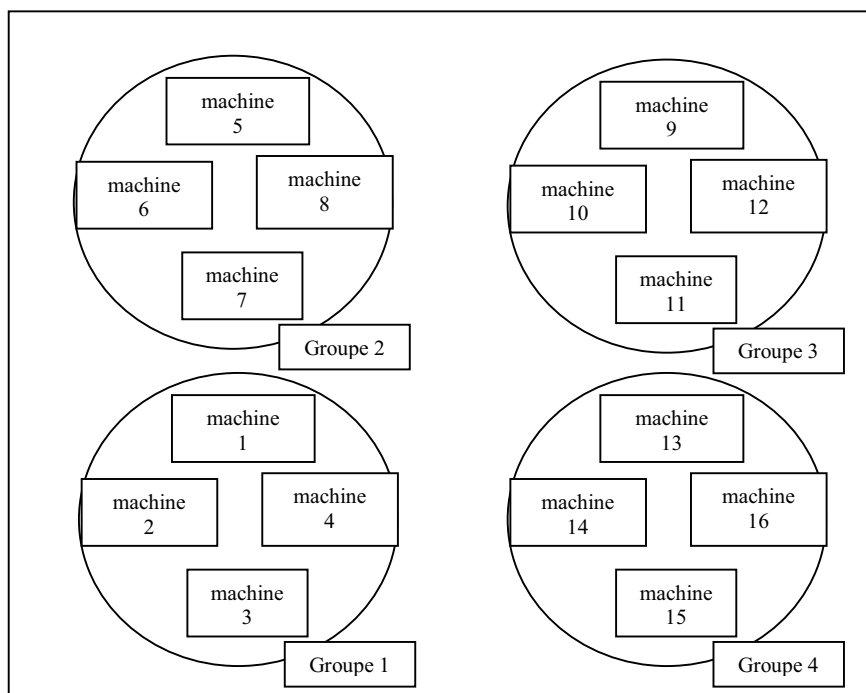 machine
5
machine
6
machine
8
machine
7
Groupe 2
machine
9
machine
10
machine
12
machine
11
Groupe 3
machine
1
machine
2
machine
4
machine
3
Groupe 1
machine
13
machine
14
machine
16
machine
15
Groupe 4